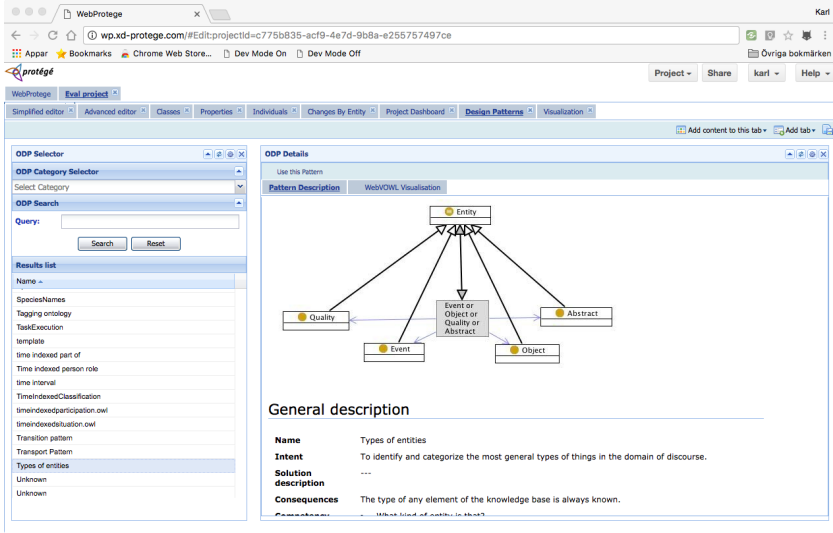 WebProtege
Karl
wp.xd-protege.com/#Edit:projectId=c775b835-acf9-4e7d-9b8a-e255757497ce
Appar Bookmarks Chrome Web Store... Dev Mode On Dev Mode Off Övriga bokmärken
protégé
Project Share karl Help
WebProtege Eval project
Simplified editor Advanced editor Classes Properties Individuals Changes By Entity Project Dashboard Design Patterns Visualization
Add content to this tab Add tab
ODP Selector
ODP Category Selector
Select Category
ODP Search
Query:
Search Reset
Results list
Name
SpeciesNames
Tagging ontology
TaskExecution
template
time indexed part of
Time indexed person role
time interval
TimeIndexedClassification
timeindexedparticipation.owl
timeindexedsituation.owl
Transition pattern
Transport Pattern
Types of entities
Unknown
Unknown
ODP Details
Use this Pattern
Pattern Description WebVOWL Visualisation
Entity
Quality
Event or
Object or
Quality or
Abstract
Abstract
Event
Object
General description
Name Types of entities
Intent To identify and categorize the most general types of things in the domain of discourse.
Solution
description ---
Consequences The type of any element of the knowledge base is always known.
Competency What kind of entity is that?